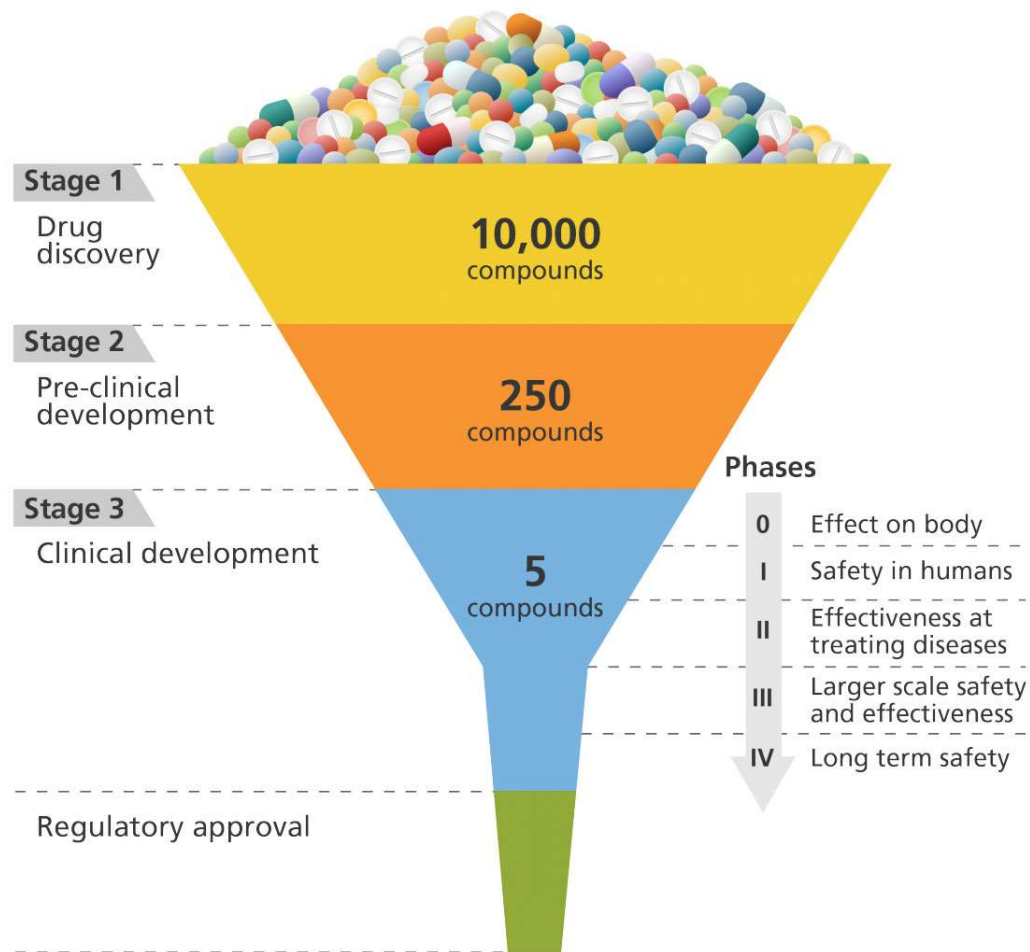 Stage 1
Drug
discovery
10,000
compounds
Stage 2
Pre-clinical
development
250
compounds
Stage 3
Clinical development
5
compounds
Phases
0 Effect on body
I Safety in humans
II Effectiveness at
treating diseases
III Larger scale safety
and effectiveness
IV Long term safety
Regulatory approval